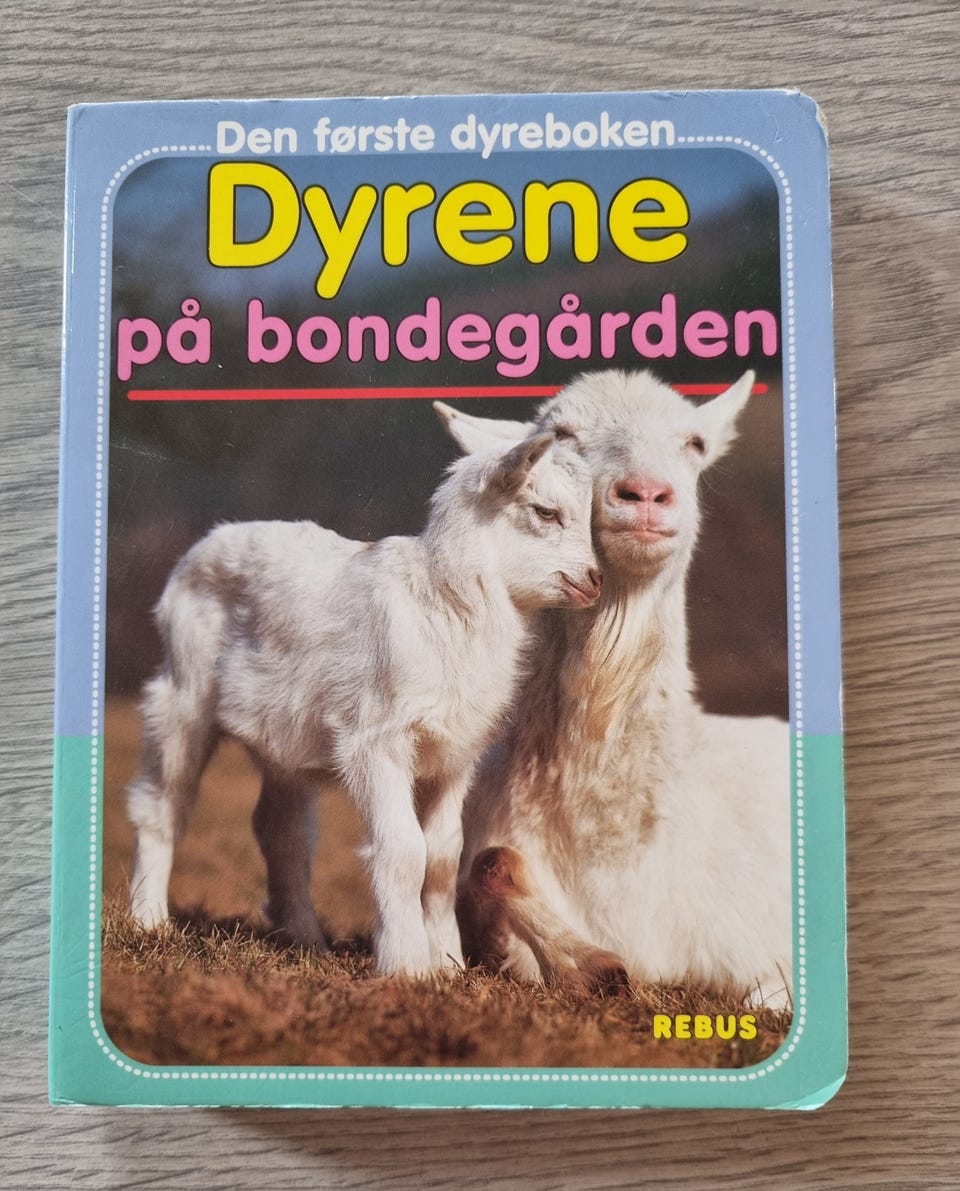 Den første dyreboken
Dyrene
på bondegården
REBUS